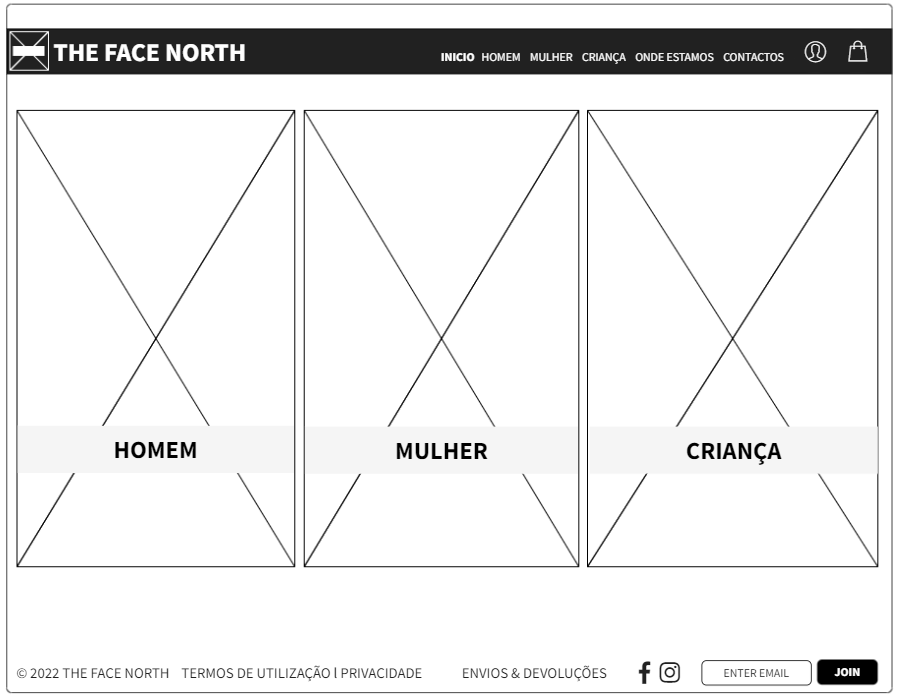 THE FACE NORTH INICIO HOMEM MULHER CRIANÇA ONDE ESTAMOS CONTACTOS
HOMEM MULHER CRIANÇA
© 2022 THE FACE NORTH TERMOS DE UTILIZAÇÃO | PRIVACIDADE ENVIOS & DEVOLUÇÕES ENTER EMAIL JOIN